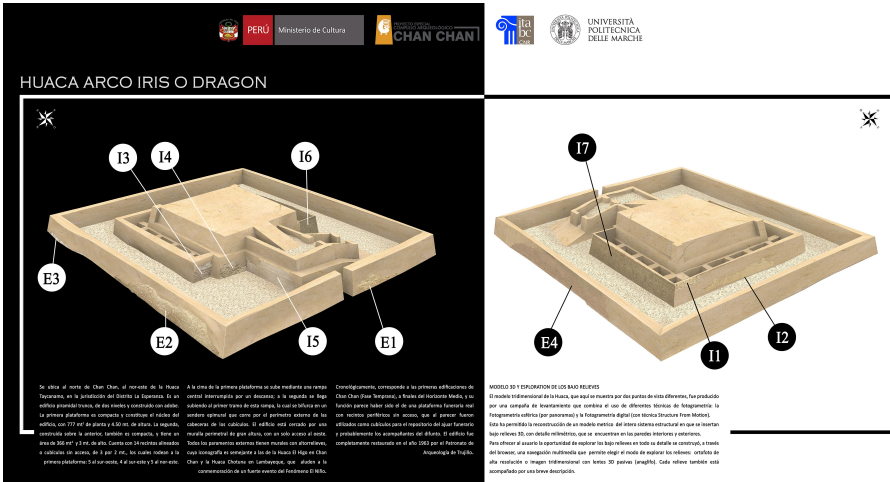 PERÚ
Ministerio de Cultura
PROYECTO ESPECIAL
COMPLEJO ARQUEOLÓGICO
CHAN CHAN
ita
bc
CNR
UNIVERSITÀ
POLITECNICA
DELLE MARCHE
HUACA ARCO IRIS O DRAGON
I3
I4
I6
E3
E2
I5
E1
I7
E4
I1
I2
Se ubica al norte de Chan Chan, al nor-este de la Huaca
Taycanamo, en la jurisdicción del Distrito La Esperanza. Es un
edificio piramidal trunco, de dos niveles y construido con adobe.
La primera plataforma es compacta y constituye el núcleo del
edificio, con 777 m² de planta y 4.50 mt. de altura. La segunda,
construida sobre la anterior, también es compacta, y tiene un
área de 366 m² y 3 mt. de alto. Cuenta con 14 recintos alineados
o cubículos sin acceso, de 3 por 2 mt., los cuales rodean a la
primera plataforma: 5 al sur-oeste, 4 al sur-este y 5 al nor-este.
A la cima de la primera plataforma se sube mediante una rampa
central interrumpida por un descanso; a la segunda se llega
subiendo al primer tramo de esta rampa, la cual se bifurca en un
sendero epimural que corre por el perímetro externo de las
cabeceras de los cubículos. El edificio está cercado por una
muralla perimetral de gran altura, con un solo acceso al oeste.
Todos los paramentos externos tienen murales con altorrelieves,
cuya iconografía es semejante a las de la Huaca El Higo en Chan
Chan y la Huaca Chotuna en Lambayeque, que aluden a la
conmemoración de un fuerte evento del Fenómeno El Niño.
Cronológicamente, corresponde a las primeras edificaciones de
Chan Chan (Fase Temprana), a finales del Horizonte Medio, y su
función parece haber sido el de una plataforma funeraria real
con recintos periféricos sin acceso, que al parecer fueron
utilizados como cubículos para el repositorio del ajuar funerario
y probablemente los acompañantes del difunto. El edificio fue
completamente restaurado en el año 1963 por el Patronato de
Arqueología de Trujillo.
MODELO 3D Y ESPLORATION DE LOS BAJO RELIEVES
El modelo tridimensional de la Huaca, que aquí se muestra por dos puntos de exista diferentes, fue producido
por una campaña de levantamiento que combina el uso de diferentes técnicas de fotogrametría: la
Fotogrametría esférica (por panoramas) y la Fotogrametría digital (con técnica Structure From Motion).
Esto ha permitido la reconstrucción de un modelo metrico del intero sistema estructural en que se insertan
bajo relieves 3D, con detalle milimétrico, que se encuentran en las paredes interiores y exteriores.
Para ofrecer al usuario la oportunidad de explorar los bajo relieves en todo su detalle se construyó, a través
del browser, una navegación multimedia que permite elegir el modo de explorar los relieves: ortofoto de
alta resolución o imagen tridimensional con lentes 3D pasivas (anaglifo). Cada relieve también está
acompañado por una breve descripción.